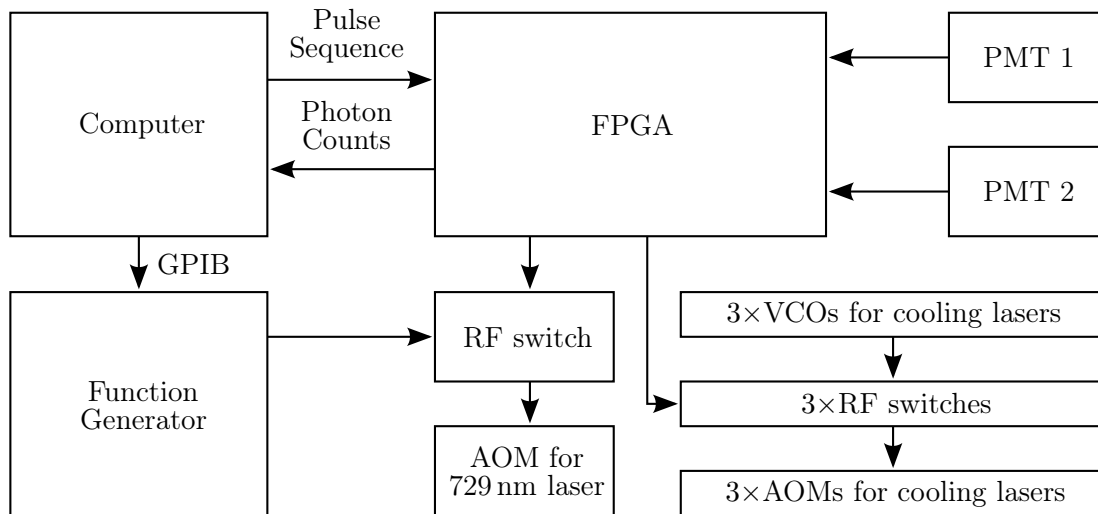 Pulse
Sequence
PMT 1
Computer
Photon
Counts
FPGA
PMT 2
GPIB
3×VCOs for cooling lasers
RF switch
Function
Generator
3×RF switches
AOM for
729 nm laser
3×AOMs for cooling lasers